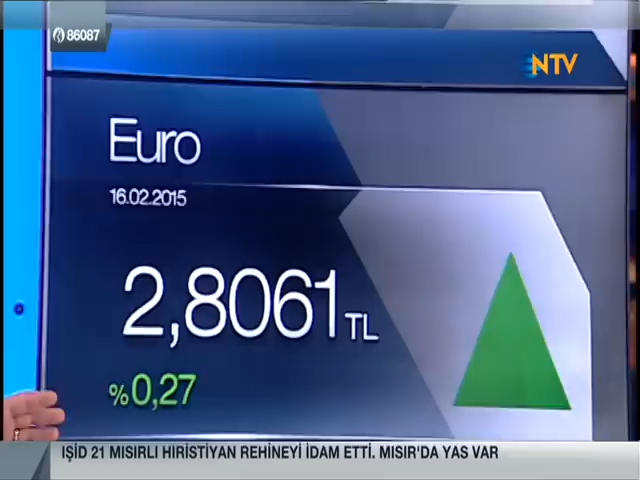 86087
NTV
Euro
16.02.2015
2,8061TL
%0,27
IŞİD 21 MISIRLI HIRİSTİYAN REHİNEYİ İDAM ETTİ. MISIR'DA YAS VAR